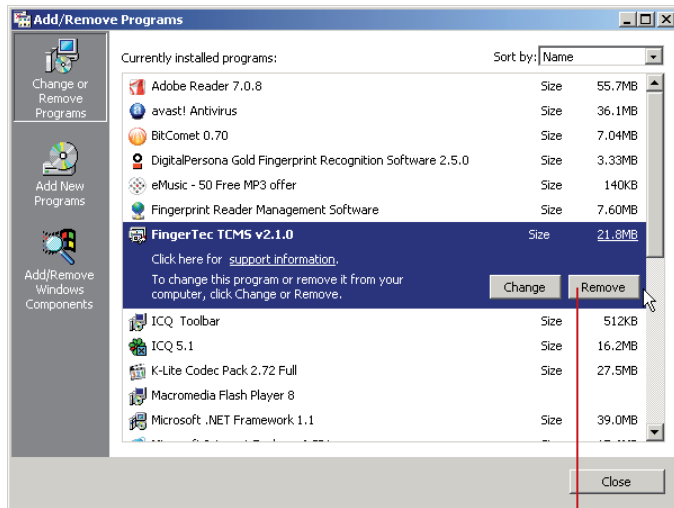 Add/Remove Programs
Change or
Remove
Programs
Add New
Programs
Add/Remove
Windows
Components
Currently installed programs:
Sort by: Name
Adobe Reader 7.0.8 Size 55.7MB
avast! Antivirus Size 36.1MB
BitComet 0.70 Size 7.04MB
DigitalPersona Gold Fingerprint Recognition Software 2.5.0 Size 3.33MB
eMusic - 50 Free MP3 offer Size 140KB
Fingerprint Reader Management Software Size 7.60MB
FingerTec TCMS v2.1.0 Size 21.8MB
Click here for support information.
To change this program or remove it from your
computer, click Change or Remove.
Change Remove
ICQ Toolbar Size 512KB
ICQ 5.1 Size 16.2MB
K-Lite Codec Pack 2.72 Full Size 27.5MB
Macromedia Flash Player 8
Microsoft .NET Framework 1.1 Size 39.0MB
Close